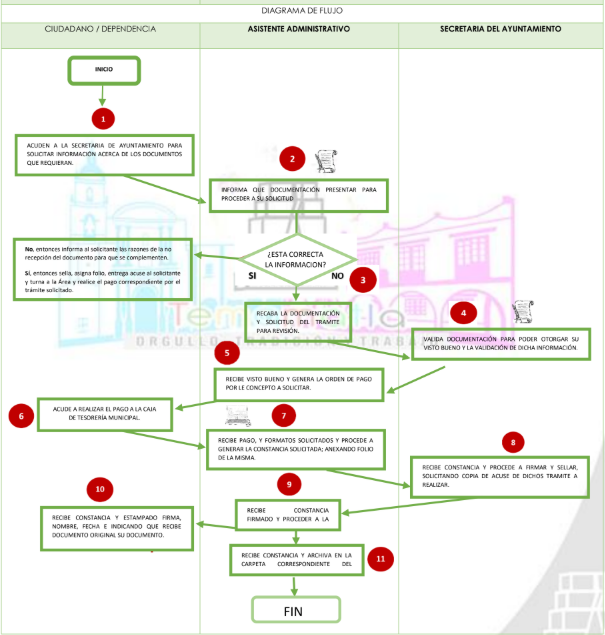 DIAGRAMA DE FLUJO
CIUDADANO / DEPENDENCIA
ASISTENTE ADMINISTRATIVO
SECRETARIA DEL AYUNTAMIENTO
INICIO
1
ACUDEN A LA SECRETARIA DE AYUNTAMIENTO PARA
SOLICITAR INFORMACIÓN ACERCA DE LOS DOCUMENTOS
QUE REQUIERAN.
2
INFORMA QUE DOCUMENTACIÓN PRESENTAR PARA
PROCEDER A SU SOLICITUD
No, entonces informa al solicitante las razones de la no
recepción del documento para que se complementen.
Sí, entonces sella, asigna folio, entrega acuse al solicitante
y turna a la Área y realice el pago correspondiente por el
trámite solicitado.
¿ESTA CORRECTA
LA INFORMACION?
SI
NO
3
RECABA LA DOCUMENTACIÓN
Y SOLICITUD DEL TRAMITE
PARA REVISIÓN.
4
VALIDA DOCUMENTACIÓN PARA PODER OTORGAR SU
VISTO BUENO Y LA VALIDACIÓN DE DICHA INFORMACIÓN.
ORGULLO TRADICIÓN TRABA
5
RECIBE VISTO BUENO Y GENERA LA ORDEN DE PAGO
POR LE CONCEPTO A SOLICITAR.
6
ACUDE A REALIZAR EL PAGO A LA CAJA
DE TESORERÍA MUNICIPAL.
7
RECIBE PAGO, Y FORMATOS SOLICITADOS Y PROCEDE A
GENERAR LA CONSTANCIA SOLICITADA; ANEXANDO FOLIO
DE LA MISMA.
8
RECIBE CONSTANCIA Y PROCEDE A FIRMAR Y SELLAR,
SOLICITANDO COPIA DE ACUSE DE DICHOS TRAMITE A
REALIZAR.
9
RECIBE CONSTANCIA
FIRMADO Y PROCEDER A LA
10
RECIBE CONSTANCIA Y ESTAMPADO FIRMA,
NOMBRE, FECHA E INDICANDO QUE RECIBE
DOCUMENTO ORIGINAL SU DOCUMENTO.
11
RECIBE CONSTANCIA Y ARCHIVA EN LA
CARPETA CORRESPONDIENTE DEL
FIN